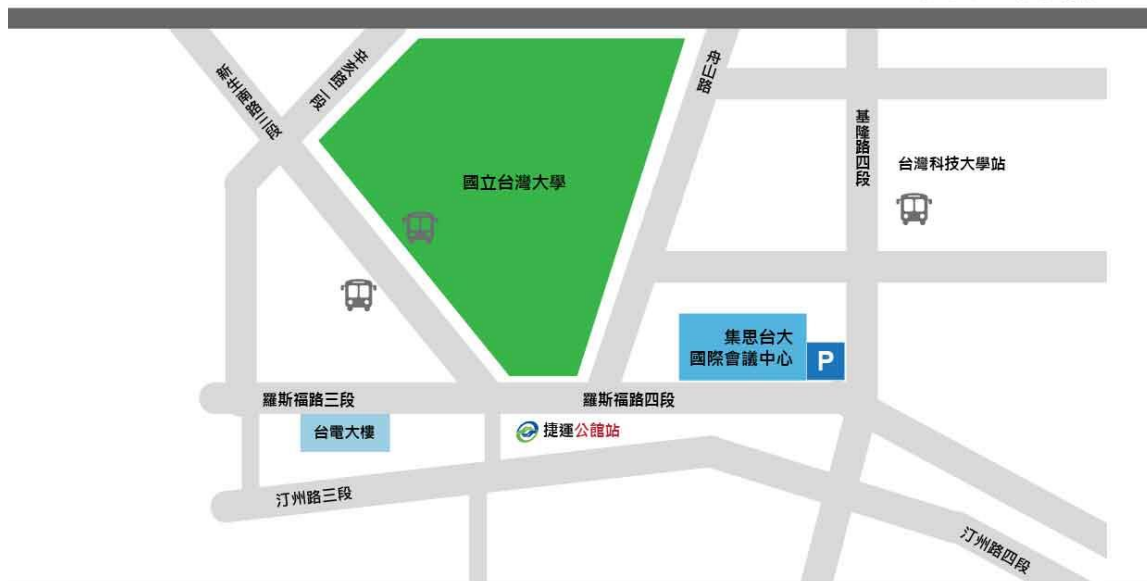 新生南路三段
辛亥路一段
舟山路
基隆路四段
台灣科技大學站
國立台灣大學
集思台大
國際會議中心
P
羅斯福路三段
羅斯福路四段
台電大樓
捷運公館站
汀州路三段
汀州路四段